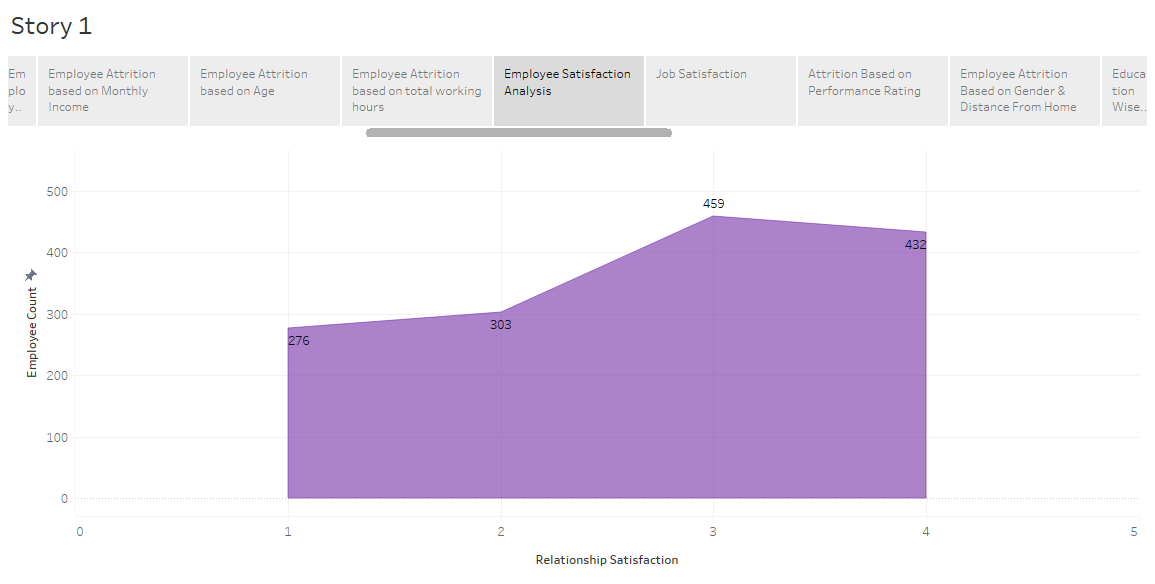 Story 1
Em
plo
y..
Employee Attrition
based on Monthly
Income
Employee Attrition
based on Age
Employee Attrition
based on total working
hours
Employee Satisfaction
Analysis
Job Satisfaction
Attrition Based on
Performance Rating
Employee Attrition
Based on Gender &
Distance From Home
Educa
tion
Wise..
500
400
300
200
100
0
Employee Count
276
303
459
432
0 1 2 3 4 5
Relationship Satisfaction